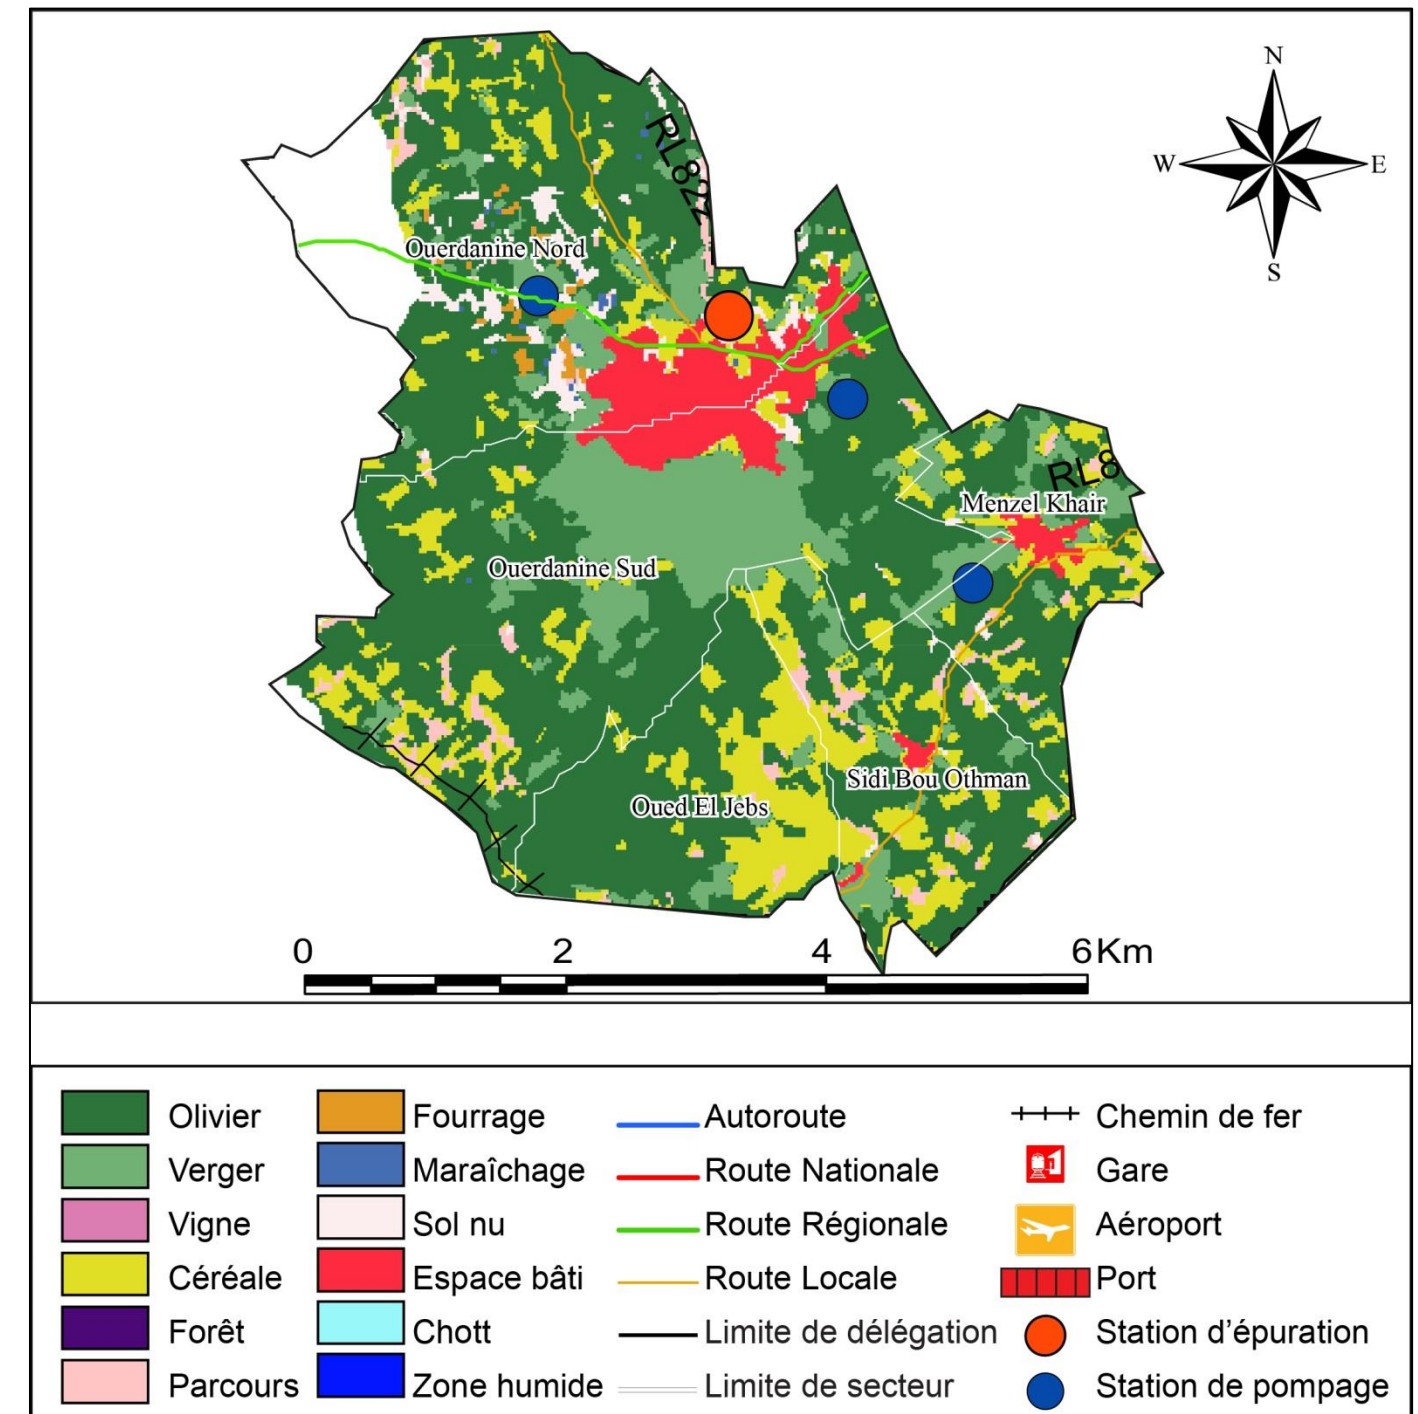 N
W
E
S
RL822
Ouerdanine Nord
RL8
Menzel Khair
Ouerdanine Sud
Sidi Bou Othman
Oued El Jebs
0 2 4 6Km
Olivier Fourrage Autoroute Chemin de fer
Verger Maraîchage Route Nationale Gare
Vigne Sol nu Route Régionale Aéroport
Céréale Espace bâti Route Locale Port
Forêt Chott Limite de délégation Station d'épuration
Parcours Zone humide Limite de secteur Station de pompage